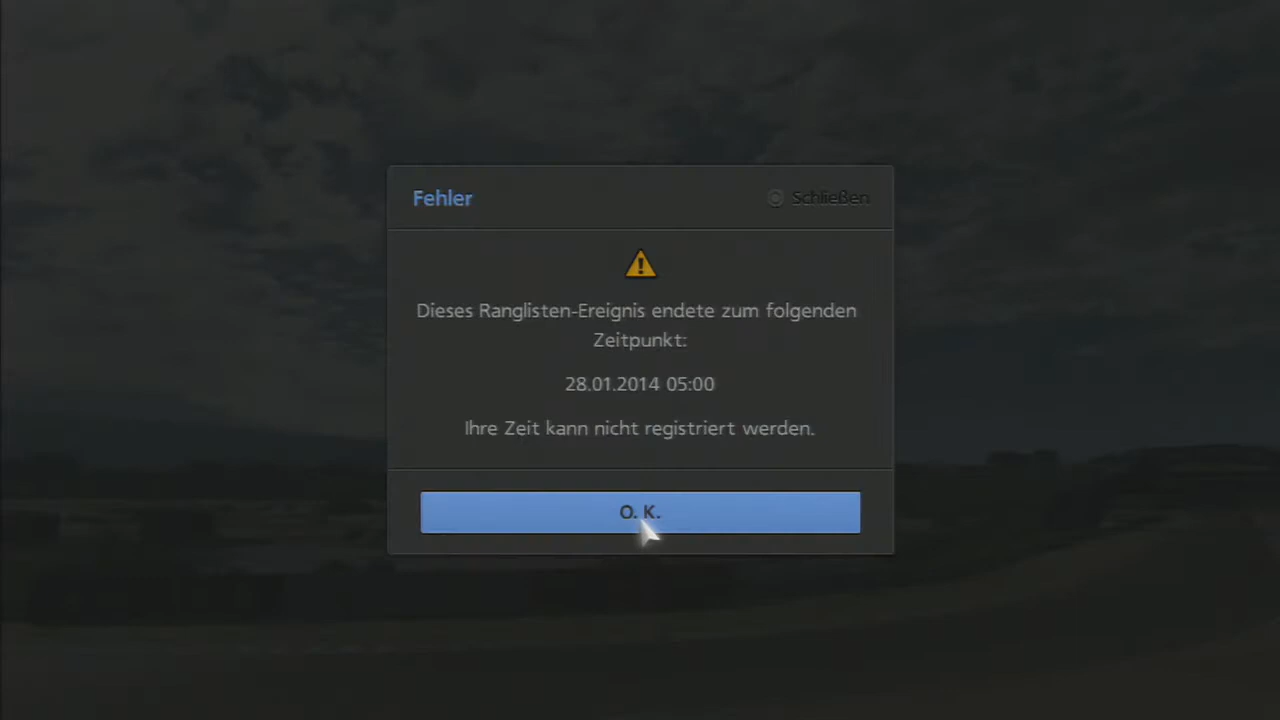 Fehler
Schließen
Dieses Ranglisten-Ereignis endete zum folgenden
Zeitpunkt:
28.01.2014 05:00
Ihre Zeit kann nicht registriert werden.
O. K.